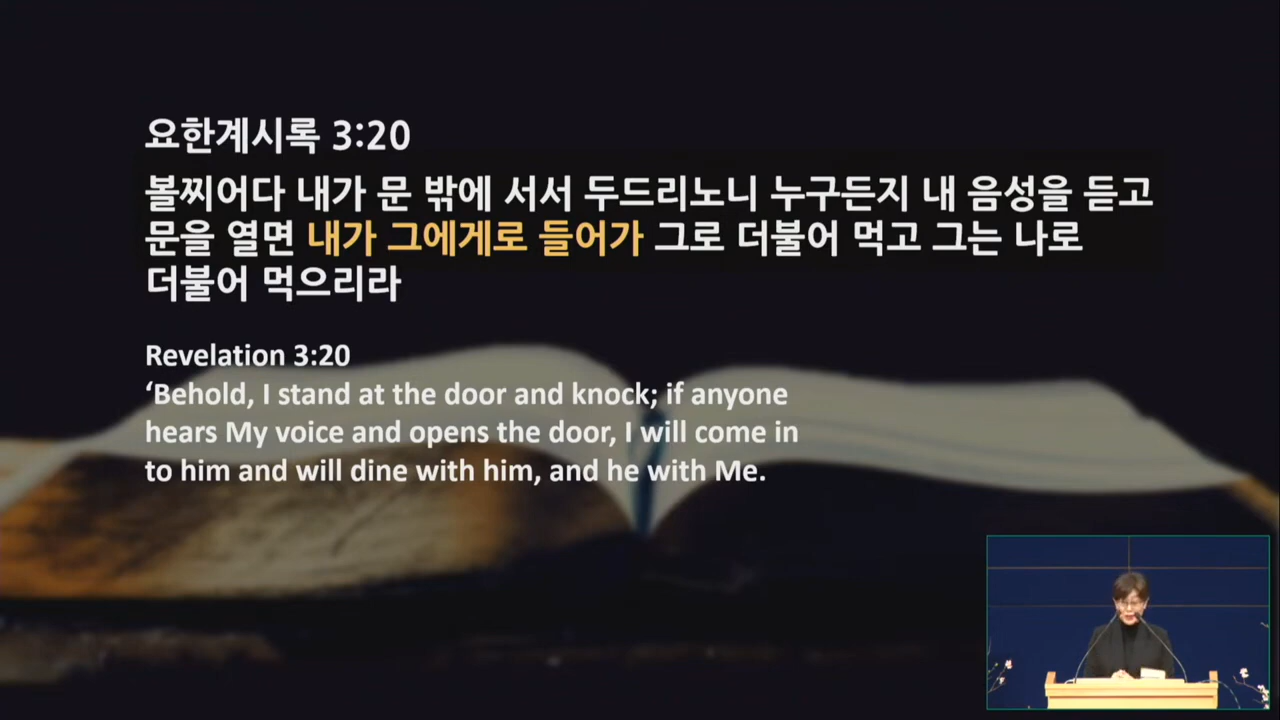 요한계시록 3:20
볼찌어다 내가 문 밖에 서서 두드리노니 누구든지 내 음성을 듣고
문을 열면 내가 그에게로 들어가 그로 더불어 먹고 그는 나로
더불어 먹으리라
Revelation 3:20
‘Behold, I stand at the door and knock; if anyone
hears My voice and opens the door, I will come in
to him and will dine with him, and he with Me.